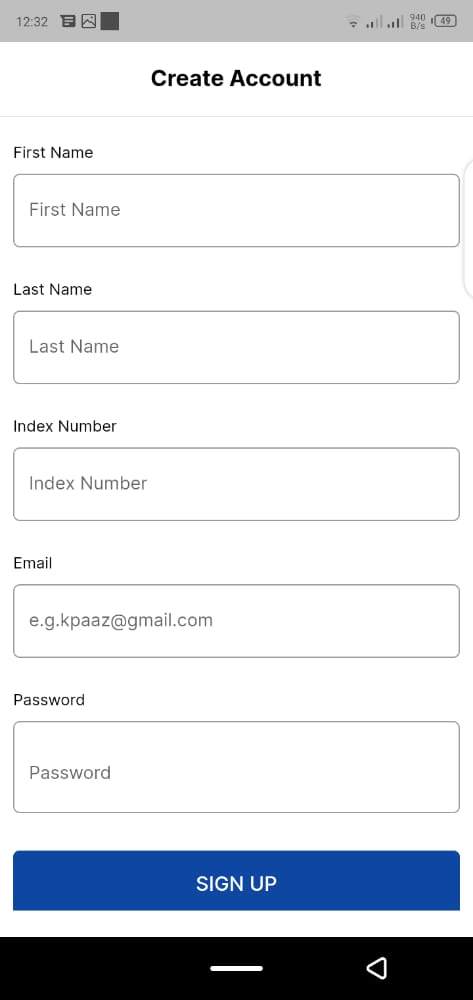 12:32
940
B/s
49
Create Account
First Name
First Name
Last Name
Last Name
Index Number
Index Number
Email
e.g.kpaaz@gmail.com
Password
Password
SIGN UP